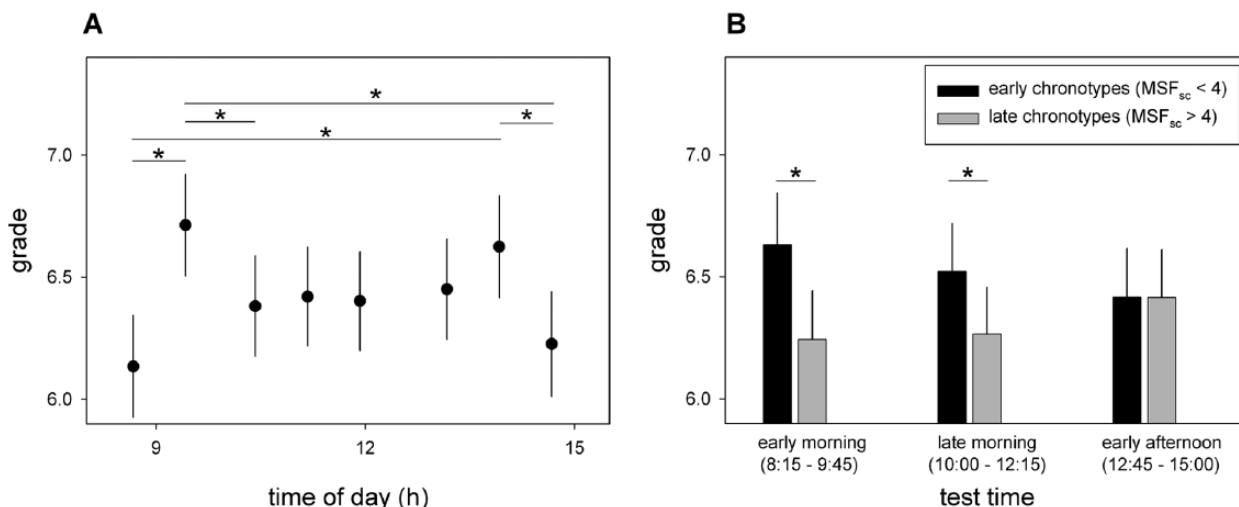 A
grade
7.0
6.5
6.0
*
*
*
*
*
9
12
15
time of day (h)
B
grade
7.0
6.5
6.0
early chronotypes (MSFsc < 4)
late chronotypes (MSFsc > 4)
*
*
early morning
(8:15 - 9:45)
late morning
(10:00 - 12:15)
early afternoon
(12:45 - 15:00)
test time